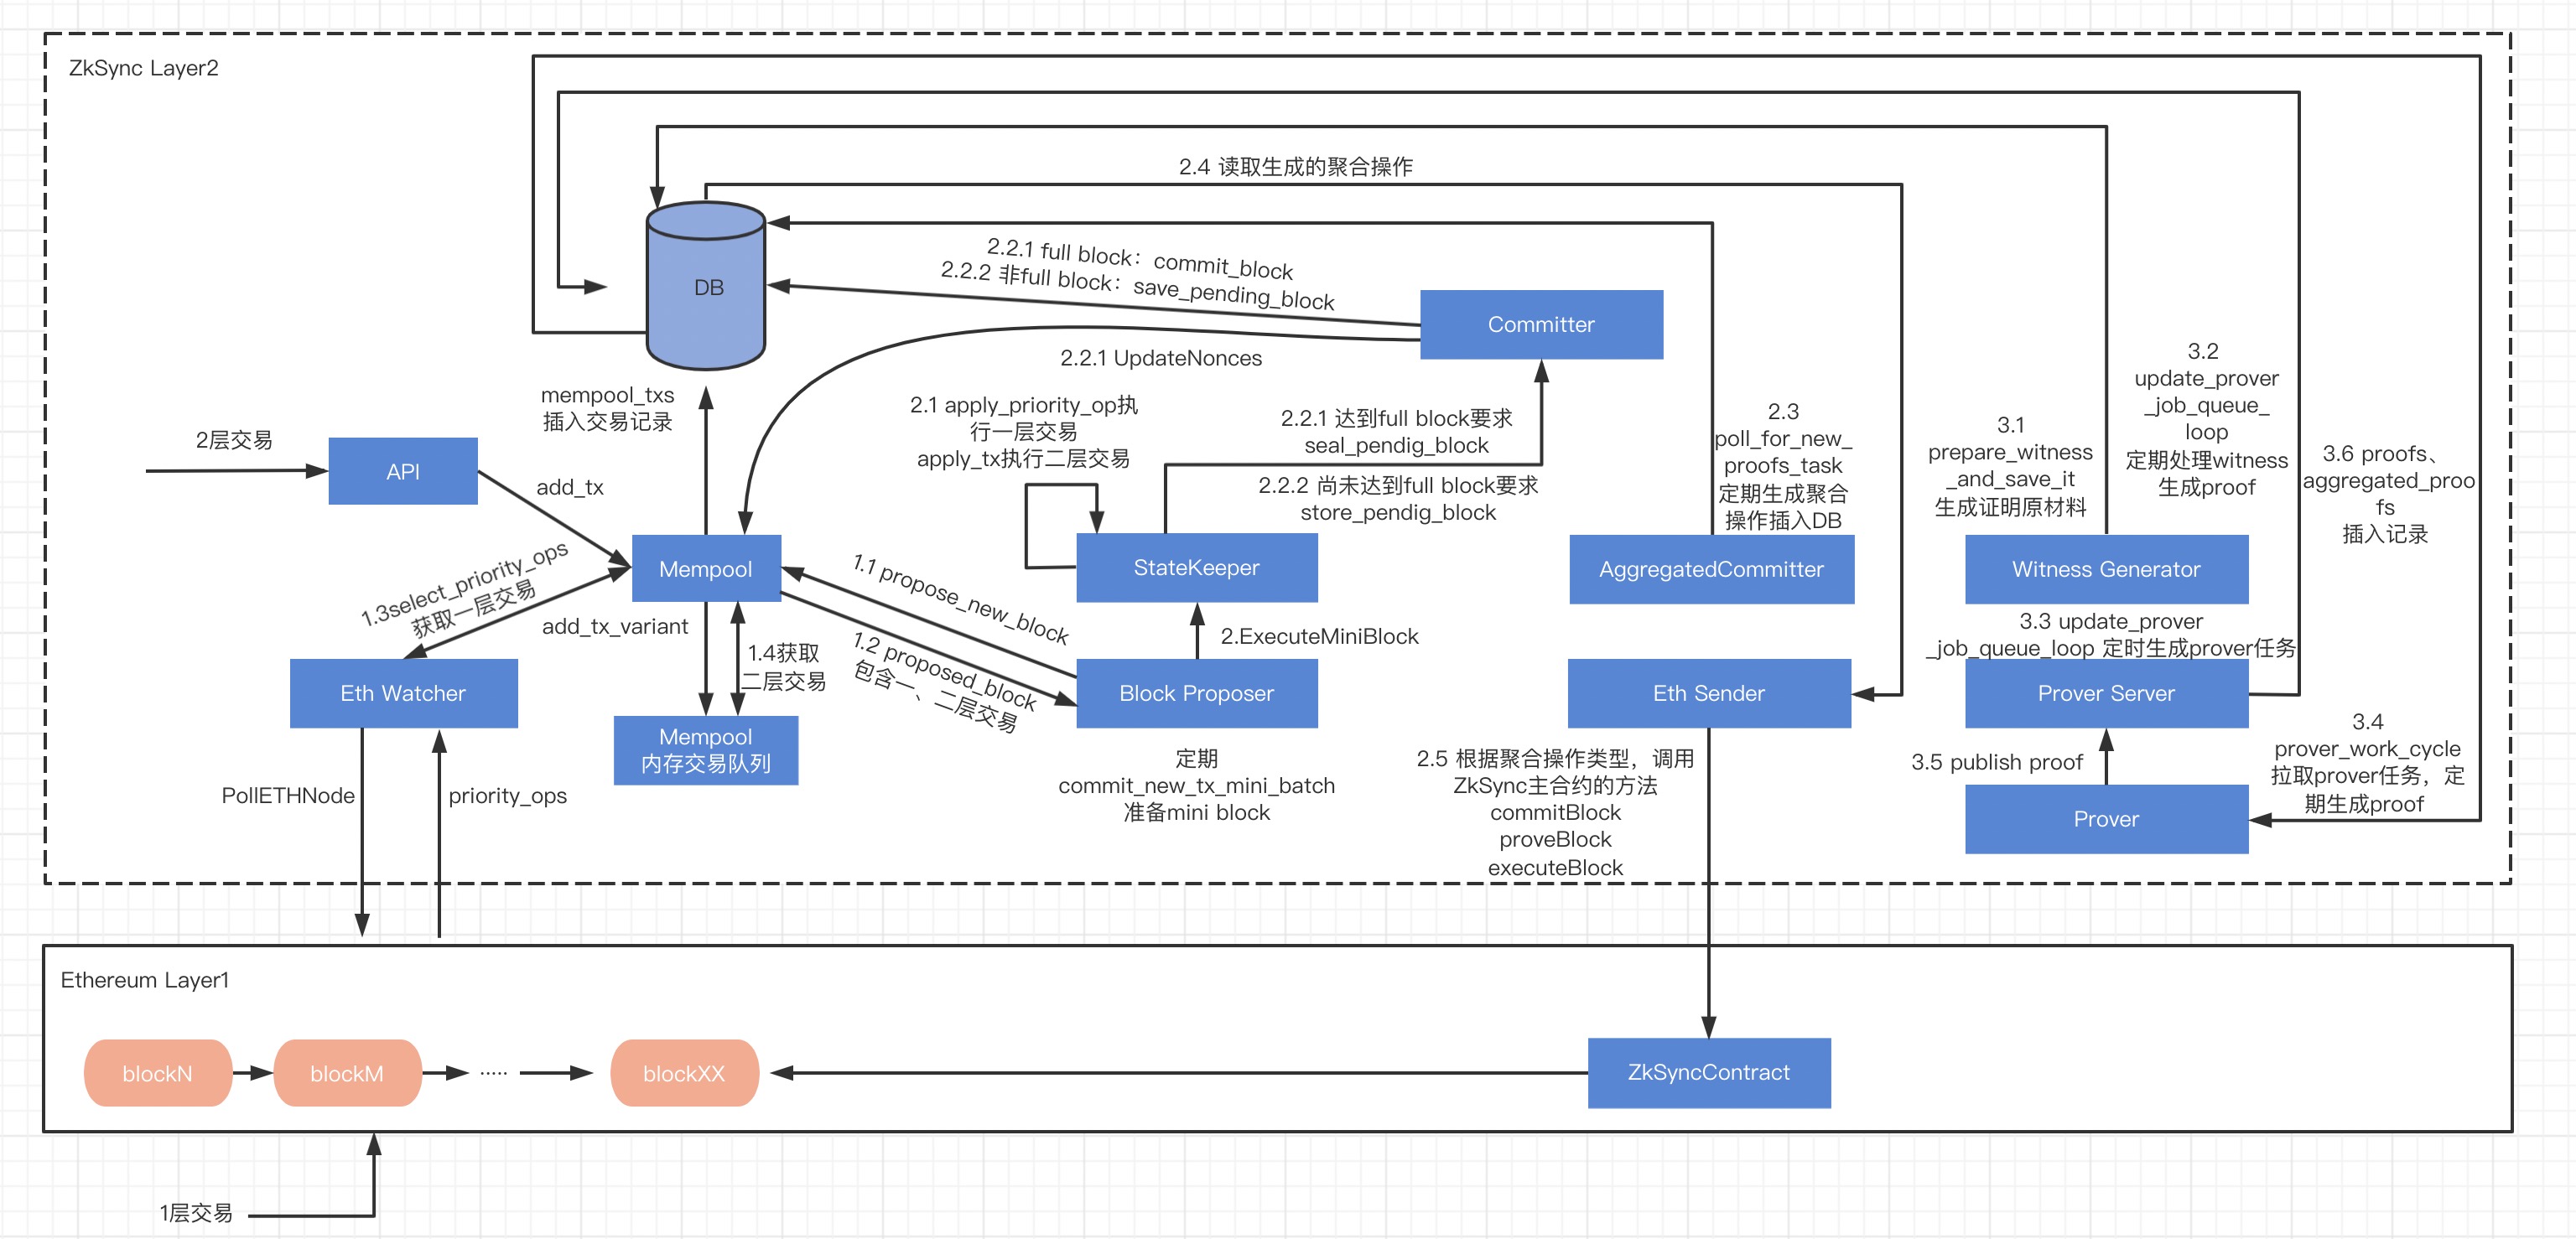 ZkSync Layer2
2.4 读取生成的聚合操作
2.2.1 full block：commit_block
2.2.2 非full block：save_pending_block
DB
Committer
2.2.1 UpdateNonces
mempool_txs
插入交易记录
2.1 apply_priority_op执
行一层交易
apply_tx执行二层交易
2.2.1 达到full block要求
seal_pendig_block
2.2.2 尚未达到full block要求
store_pendig_block
2.3
poll_for_new_
proofs_task
定期生成聚合
操作插入DB
3.1
prepare_witness
_and_save_it
生成证明原材料
3.2
update_prover
_job_queue_
loop
定期处理witness
生成proof
3.6 proofs、
aggregated_proo
fs
插入记录
2层交易
API
add_tx
Mempool
1.3select_priority_ops
获取一层交易
add_tx_variant
1.4获取
二层交易
1.1 propose_new_block
1.2 proposed_block
包含一、二层交易
StateKeeper
2.ExecuteMiniBlock
AggregatedCommitter
Witness Generator
3.3 update_prover
_job_queue_loop 定时生成prover任务
Eth Watcher
Mempool
内存交易队列
Block Proposer
定期
commit_new_tx_mini_batch
准备mini block
Eth Sender
2.5 根据聚合操作类型，调用
ZkSync主合约的方法
commitBlock
proveBlock
executeBlock
Prover Server
3.5 publish proof
3.4
prover_work_cycle
拉取prover任务，定
期生成proof
Prover
PollETHNode
priority_ops
Ethereum Layer1
blockN
blockM
.....
blockXX
ZkSyncContract
1层交易